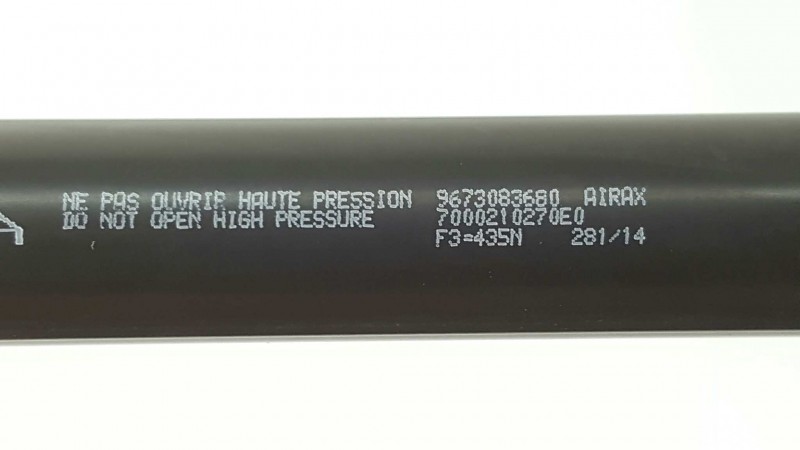 NE PAS OUVRIR HAUTE PRESSION 9673083680 AIRAX
DO NOT OPEN HIGH PRESSURE 7000210270E0
F3=435N 281/14